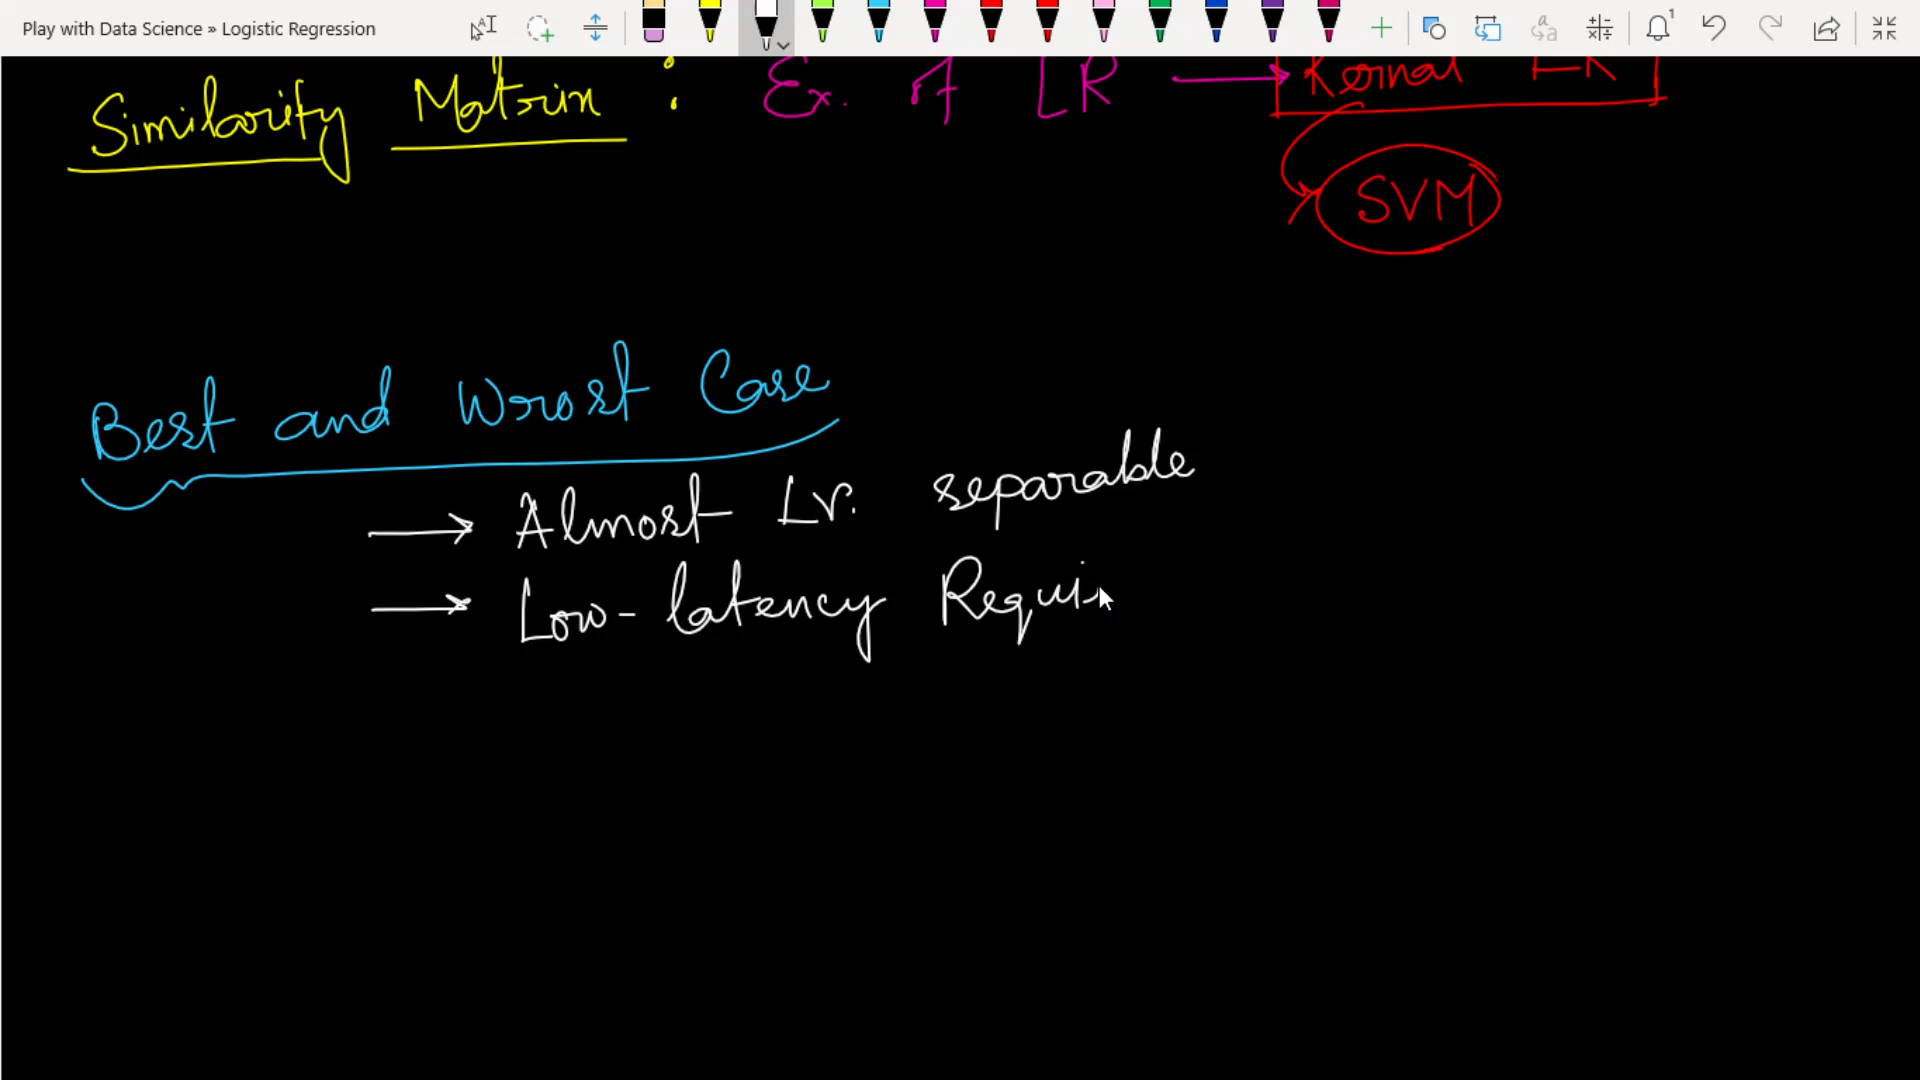 Play with Data Science » Logistic Regression
Similarity Matrix : Ex. of LR → Kernal LR
SVM
Best and Wrost Case
→ Almost Lr. separable
→ Low-latency Requi